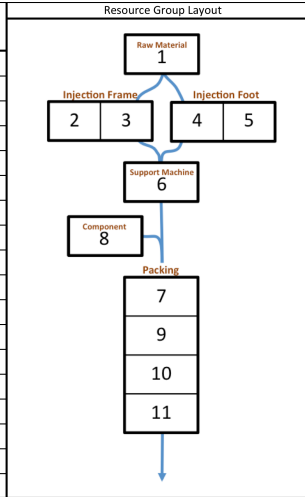 Resource Group Layout
Raw Material
1
Injection Frame
Injection Foot
2 3 4 5
Support Machine
6
Component
8
Packing
7
9
10
11